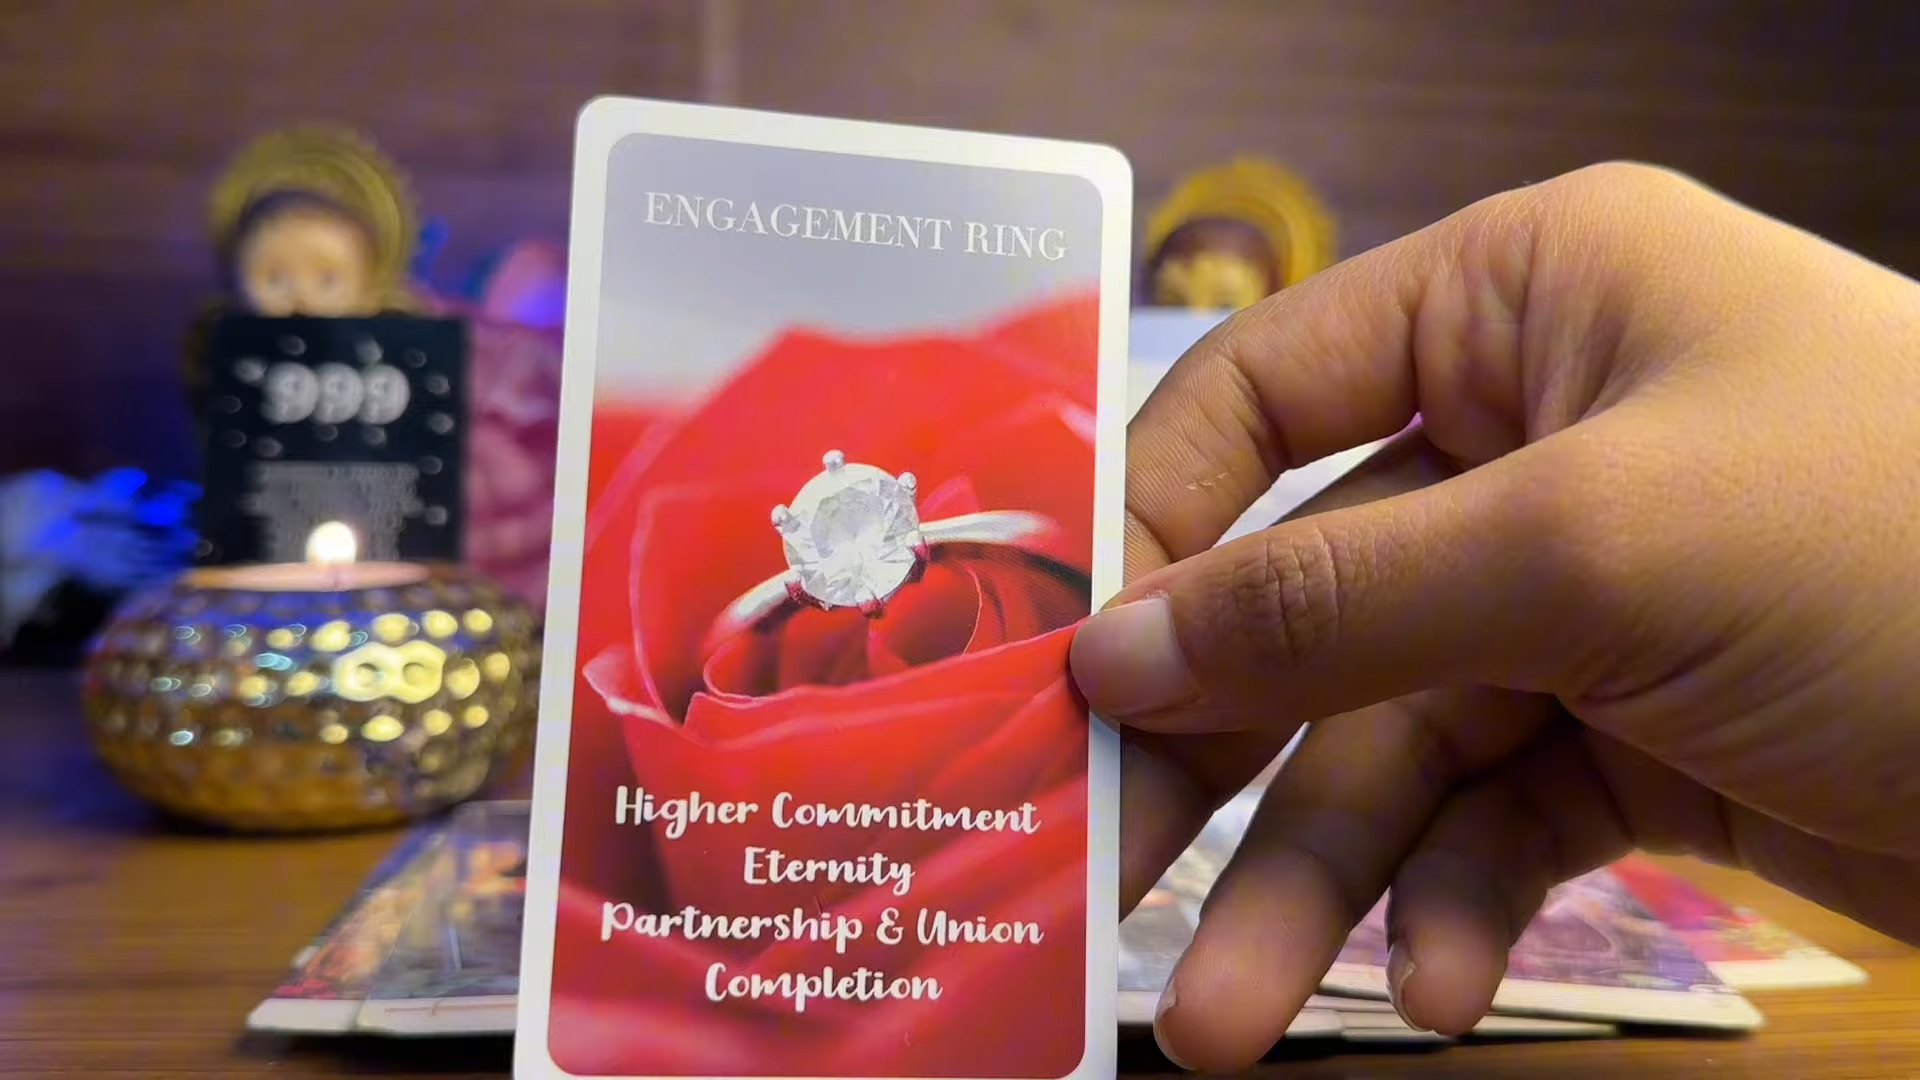 ENGAGEMENT RING
Higher Commitment
Eternity
Partnership & Union
Completion
999